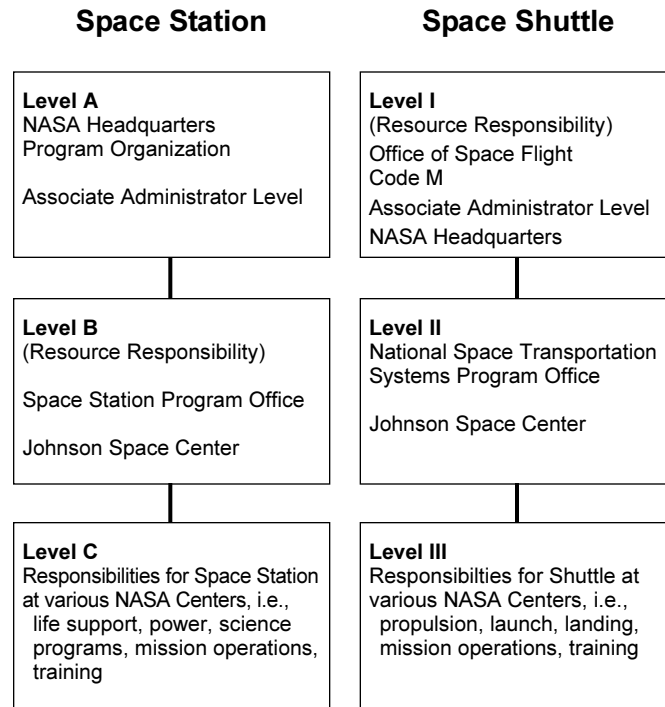 Space Station
Level A
NASA Headquarters
Program Organization
Associate Administrator Level
Level B
(Resource Responsibility)
Space Station Program Office
Johnson Space Center
Level C
Responsibilities for Space Station
at various NASA Centers, i.e.,
life support, power, science
programs, mission operations,
training
Space Shuttle
Level I
(Resource Responsibility)
Office of Space Flight
Code M
Associate Administrator Level
NASA Headquarters
Level II
National Space Transportation
Systems Program Office
Johnson Space Center
Level III
Responsibilties for Shuttle at
various NASA Centers, i.e.,
propulsion, launch, landing,
mission operations, training